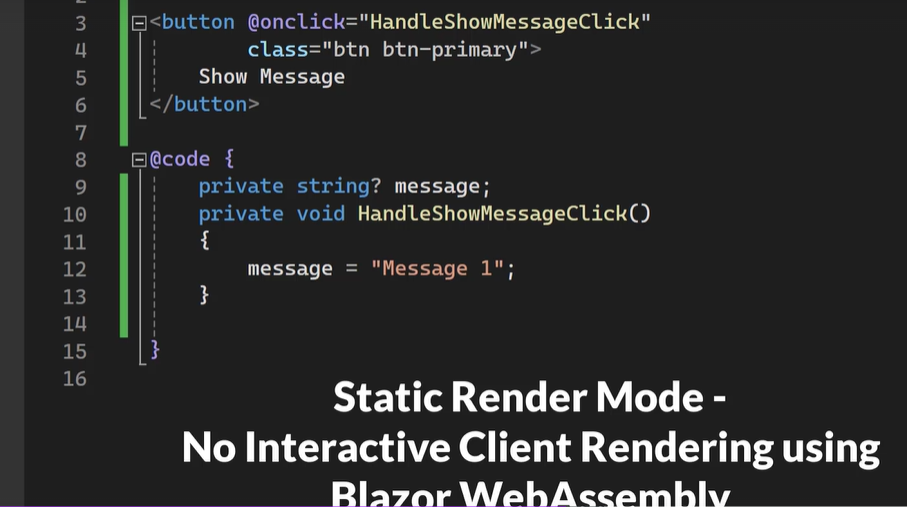 3 <button @onclick="HandleShowMessageClick"
4 class="btn btn-primary">
5 Show Message
6 </button>
7
8 @code {
9 private string? message;
10 private void HandleShowMessageClick()
11 {
12 message = "Message 1";
13 }
14
15 }
16
Static Render Mode -
No Interactive Client Rendering using
Blazor WebAssembly